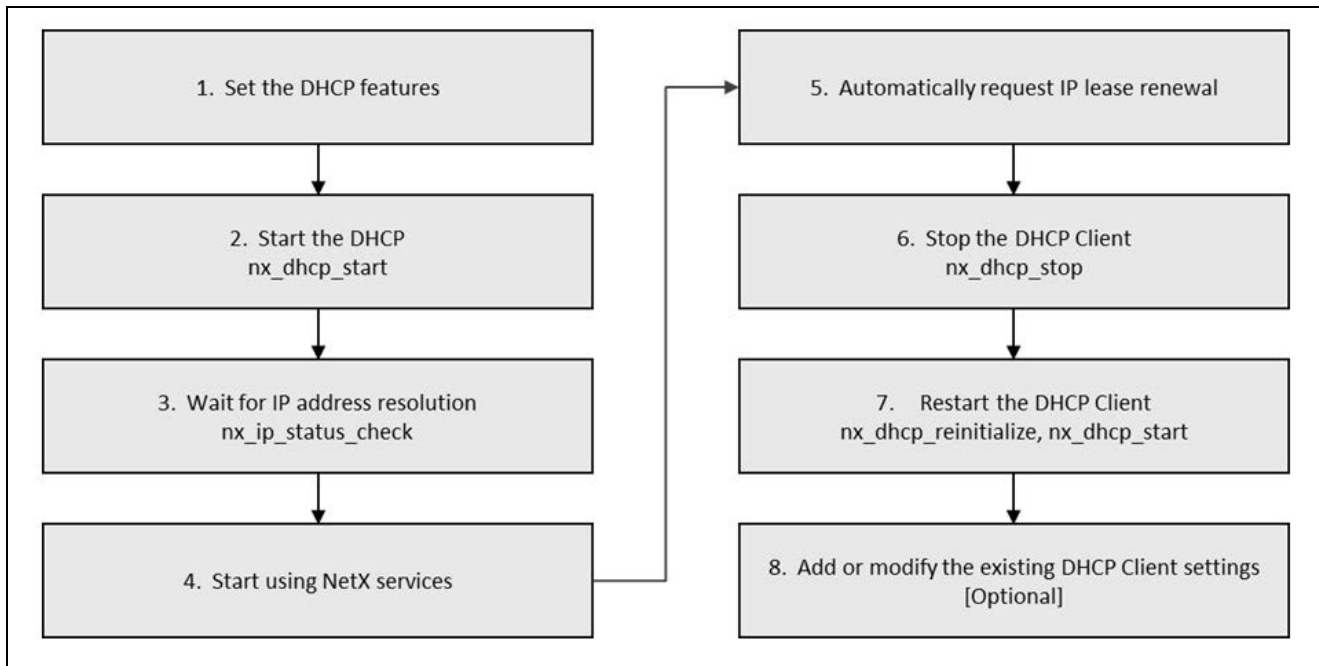 1. Set the DHCP features
2. Start the DHCP
nx_dhcp_start
3. Wait for IP address resolution
nx_ip_status_check
4. Start using NetX services
5. Automatically request IP lease renewal
6. Stop the DHCP Client
nx_dhcp_stop
7. Restart the DHCP Client
nx_dhcp_reinitialize, nx_dhcp_start
8. Add or modify the existing DHCP Client settings
[Optional]